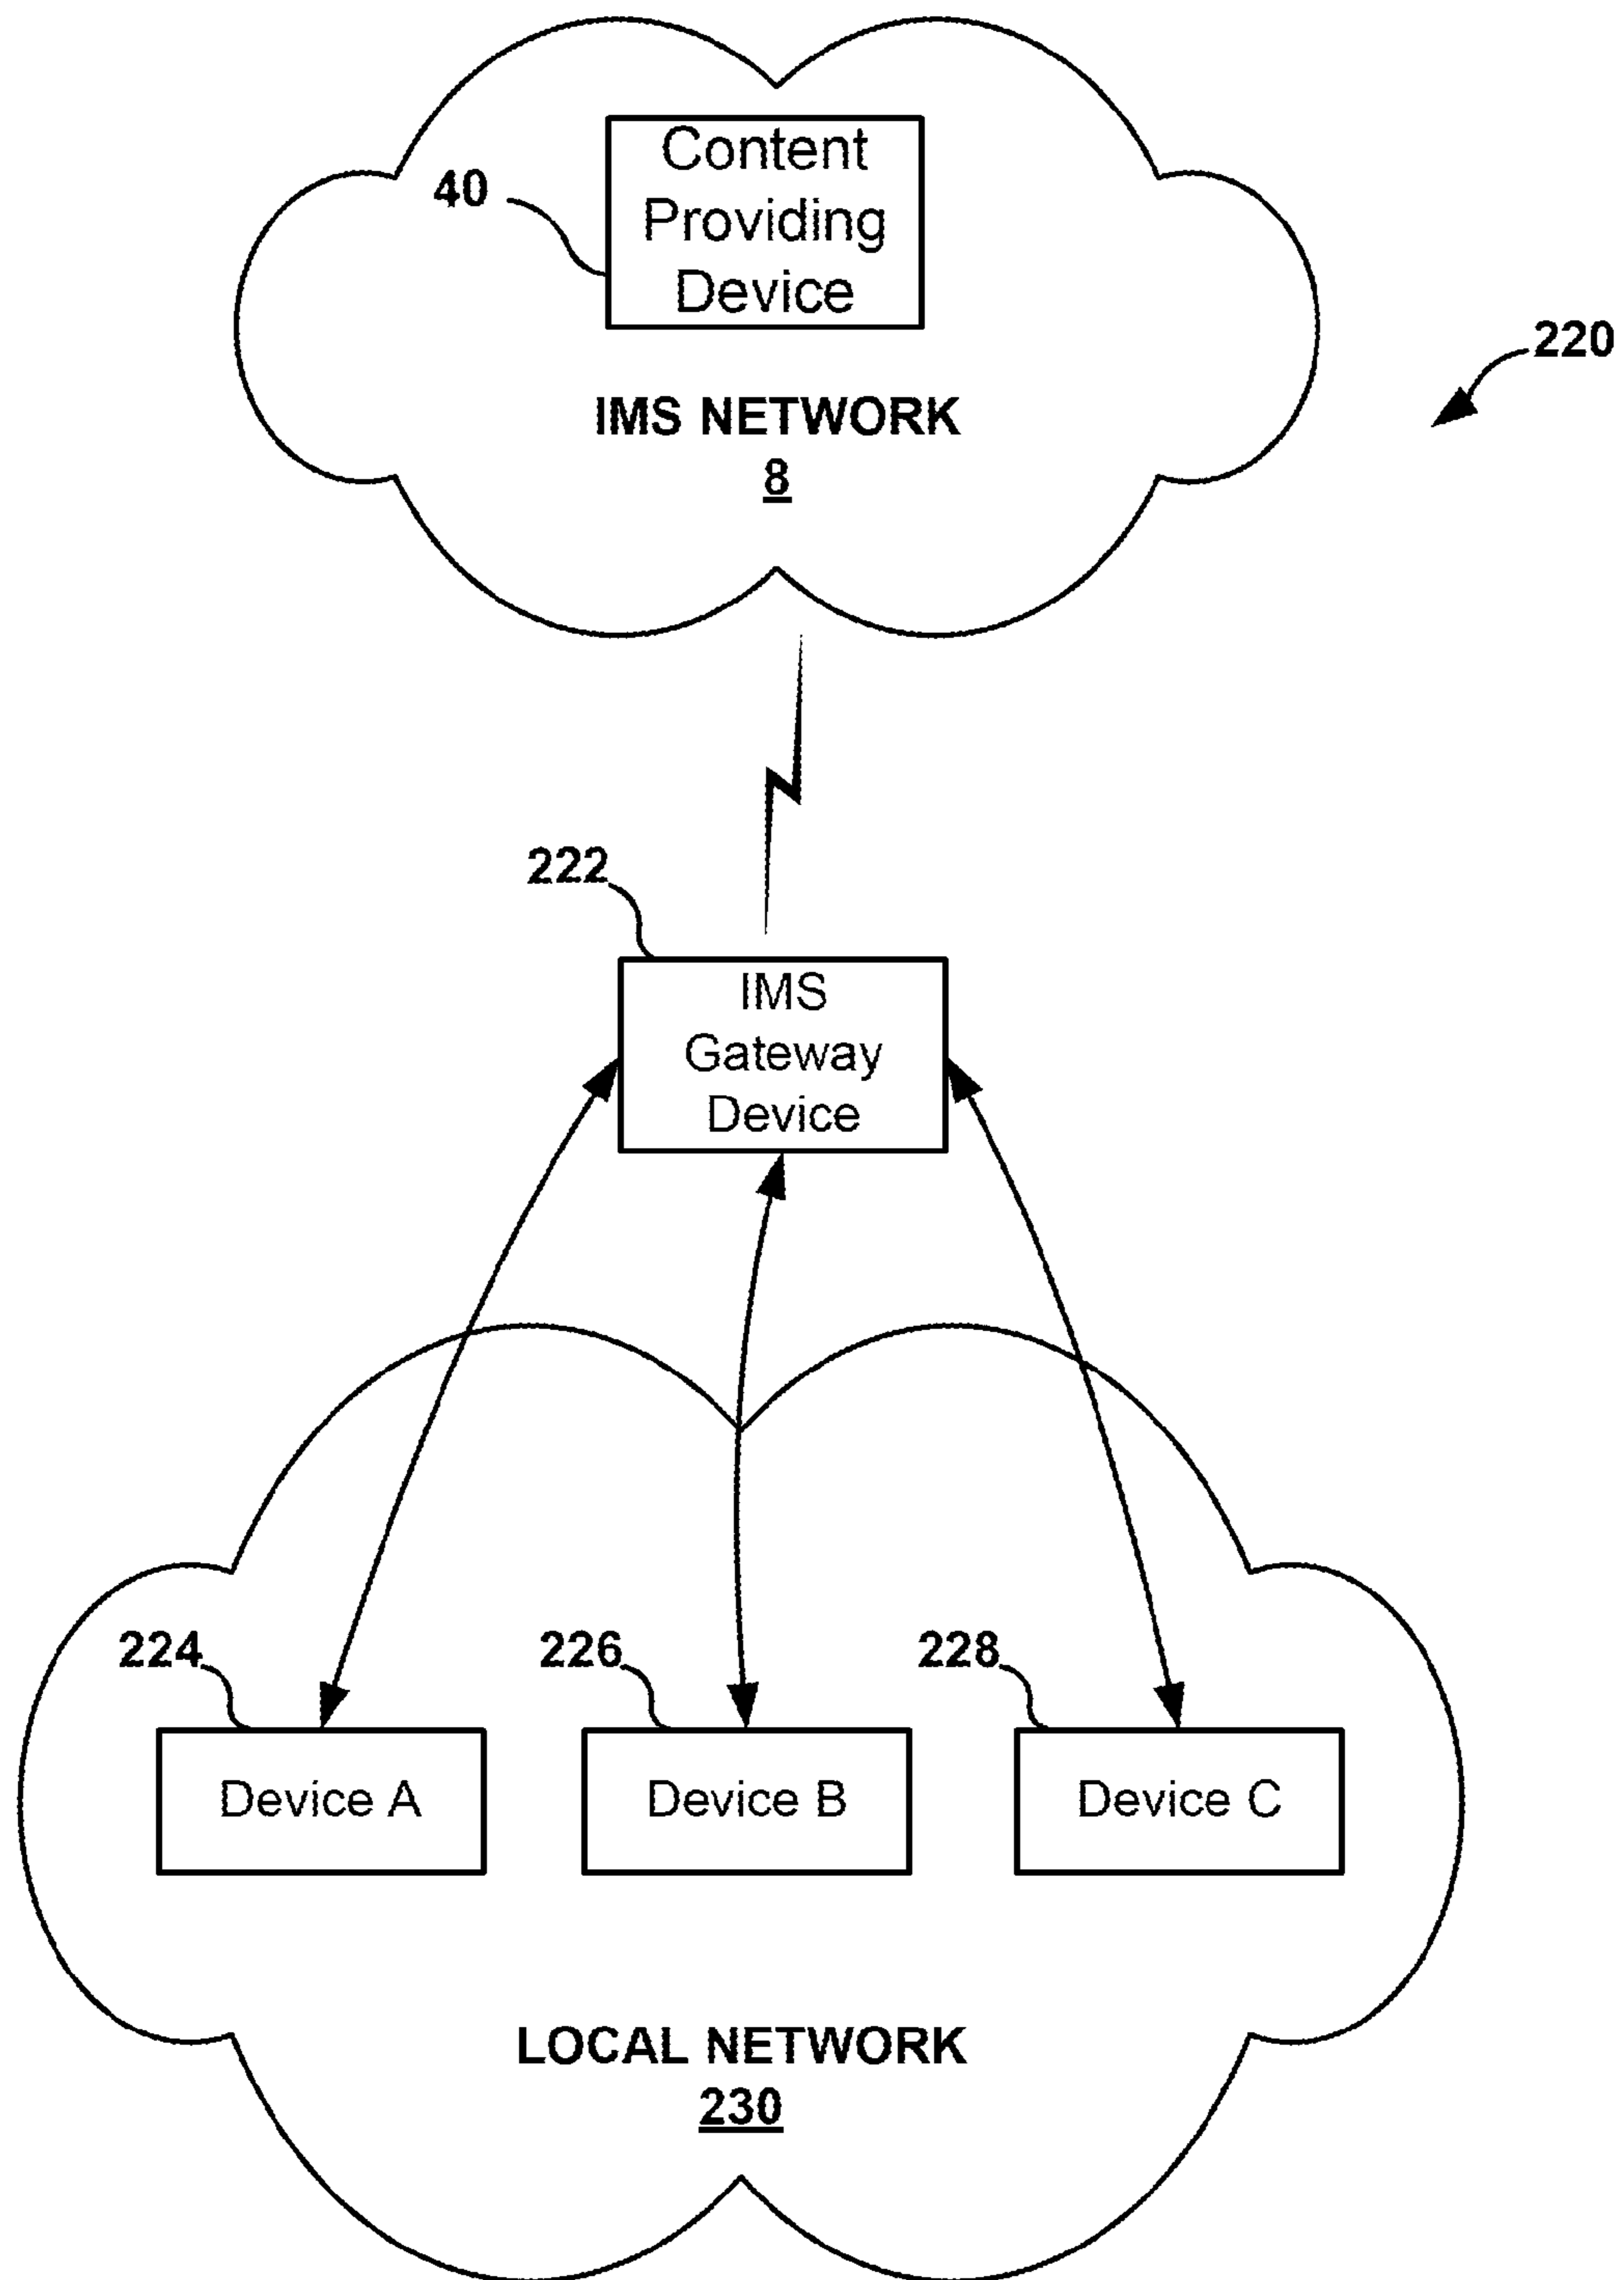 Content
Providing
Device
40
220
IMS NETWORK
8
222
IMS
Gateway
Device
224
226
228
Device A
Device B
Device C
LOCAL NETWORK
230